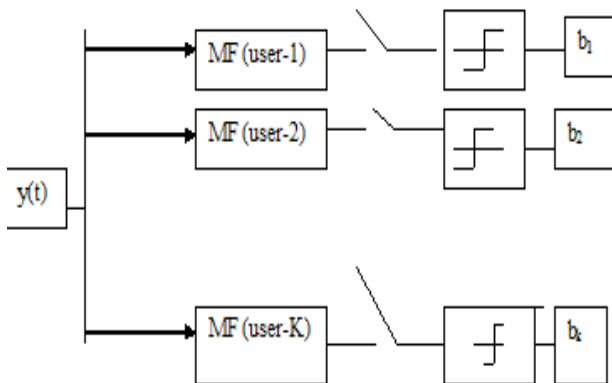 MF (user-1)
b1
MF (user-2)
b2
y(t)
MF (user-K)
bk